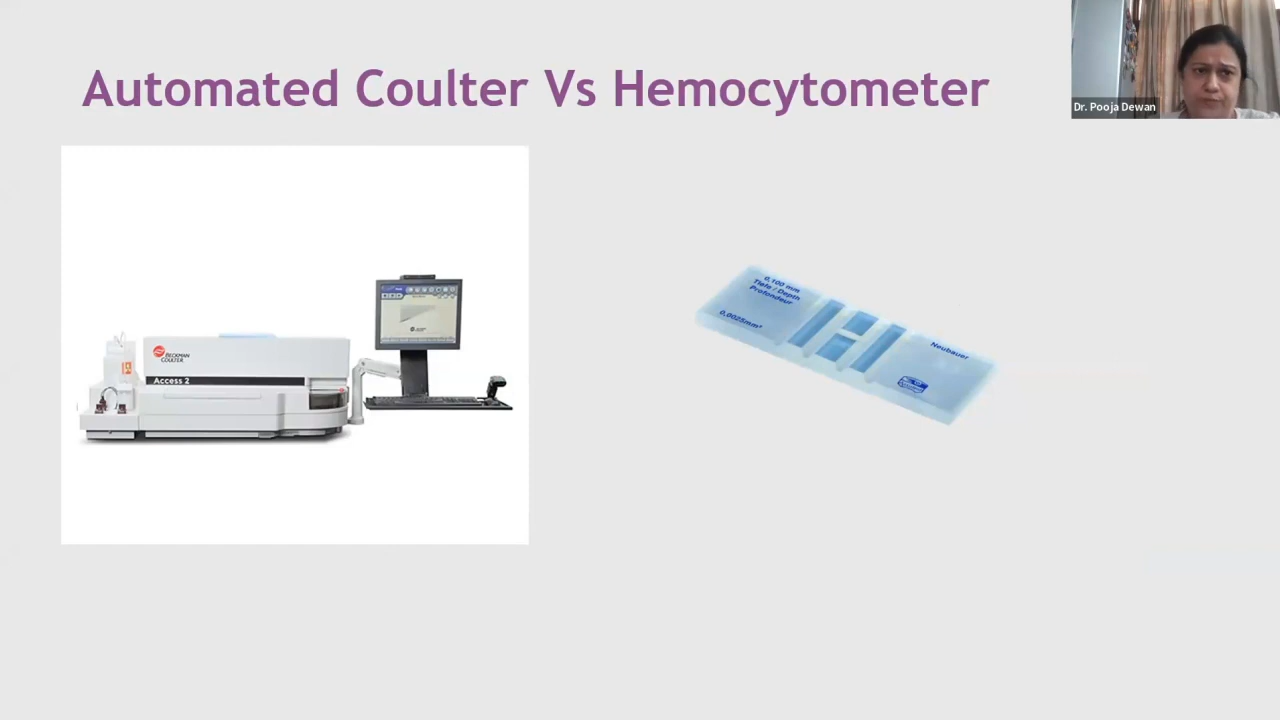 Automated Coulter Vs Hemocytometer
Dr. Pooja Dewan
BECKMAN
COULTER
Access 2
0,100 mm
Tiefe / Depth
Profondeur
0,0025mm²
Neubauer